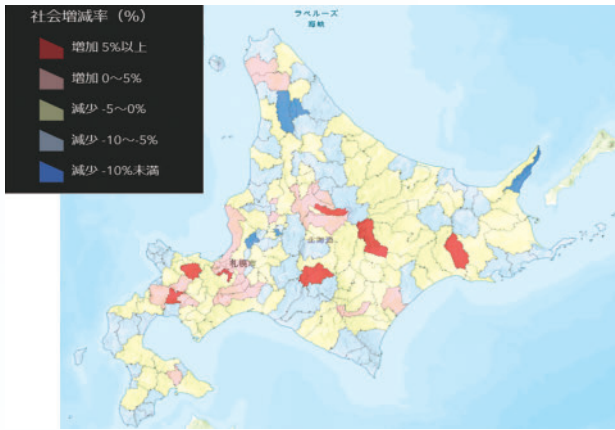 社会増減率 (%)
増加 5%以上
増加 0～5%
減少 -5～0%
減少 -10～-5%
減少 -10%未満
ラペルーズ
海峡
北海道
札幌市